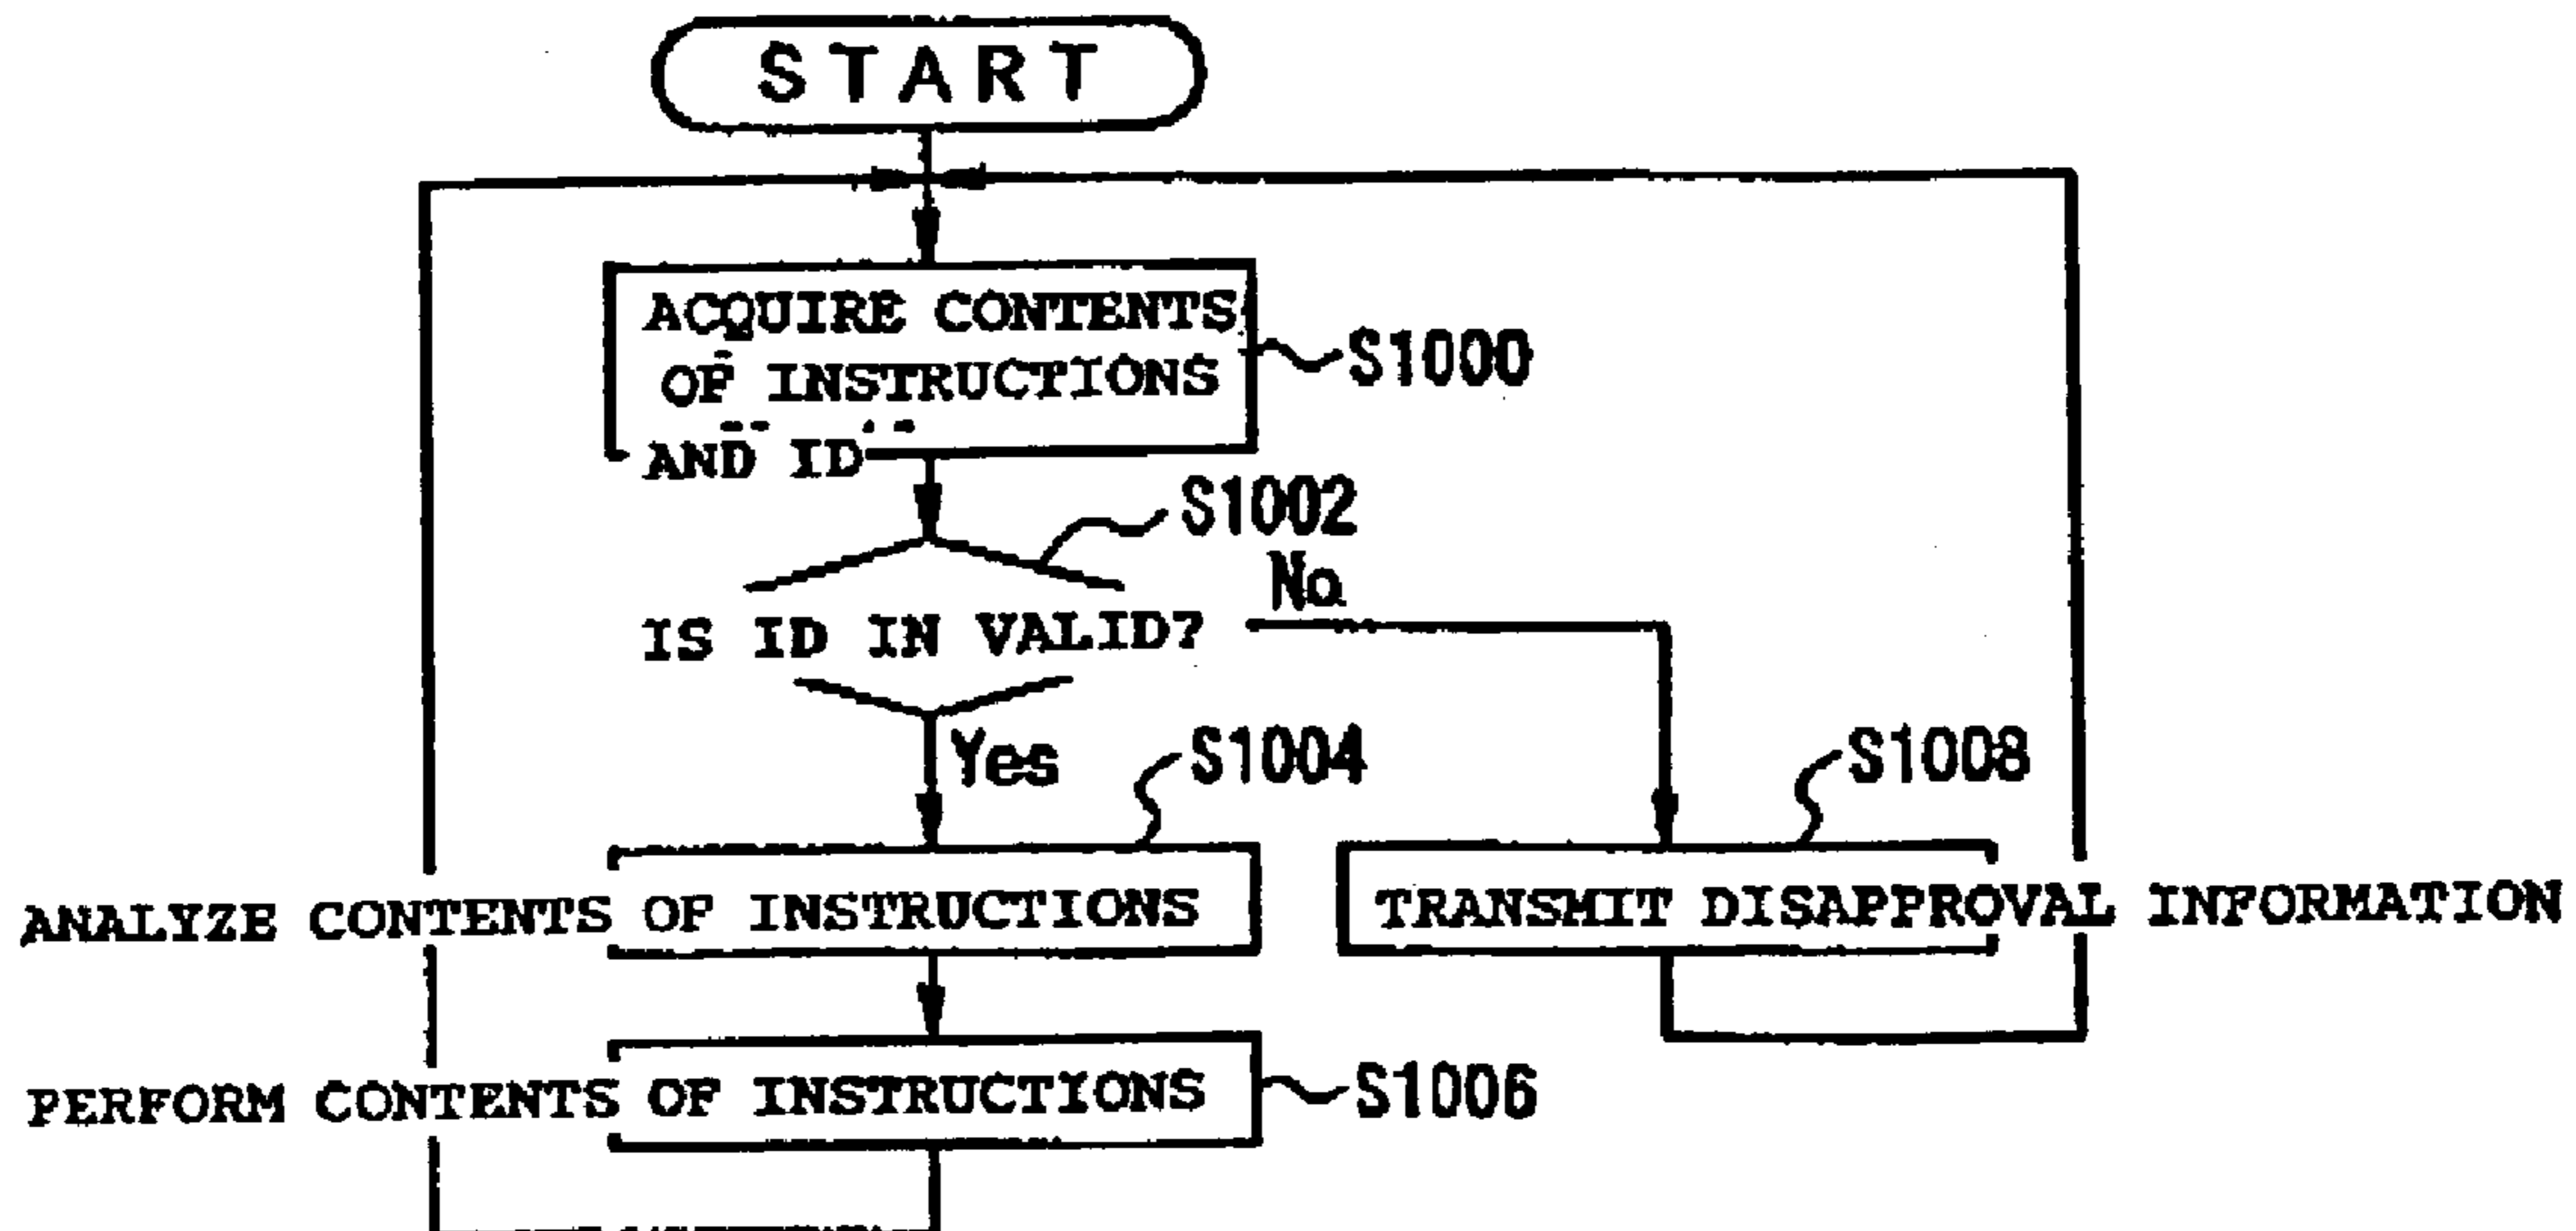 START
ACQUIRE CONTENTS
OF INSTRUCTIONS
AND ID
S1000
S1002
No
IS ID IN VALID?
Yes
S1004
S1008
ANALYZE CONTENTS OF INSTRUCTIONS
TRANSMIT DISAPPROVAL INFORMATION
PERFORM CONTENTS OF INSTRUCTIONS
S1006